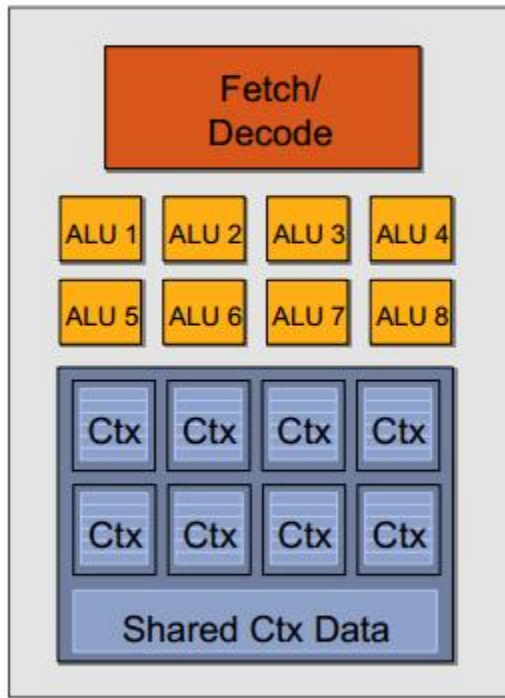 Fetch/
Decode
ALU 1 ALU 2 ALU 3 ALU 4
ALU 5 ALU 6 ALU 7 ALU 8
Ctx Ctx Ctx Ctx
Ctx Ctx Ctx Ctx
Shared Ctx Data